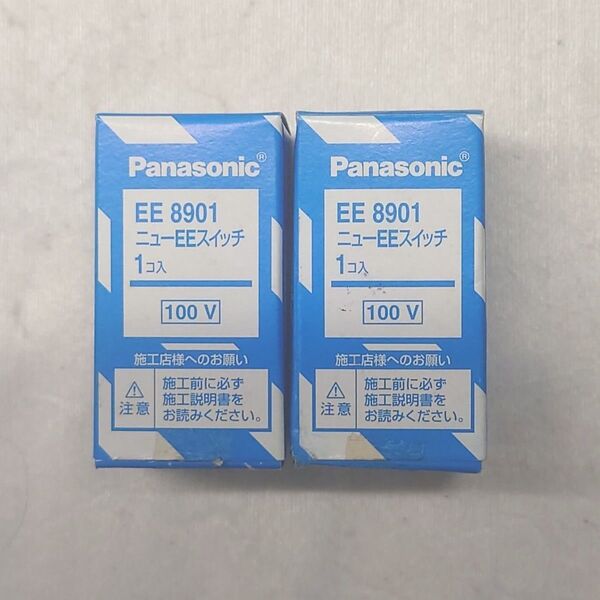 Panasonic®
EE 8901
ニューEEスイッチ
1コ入
100 V
施工店様へのお願い
注意
施工前に必ず
施工説明書を
お読みください。
Panasonic®
EE 8901
ニューEEスイッチ
1コ入
100 V
施工店様へのお願い
注意
施工前に必ず
施工説明書を
お読みください。